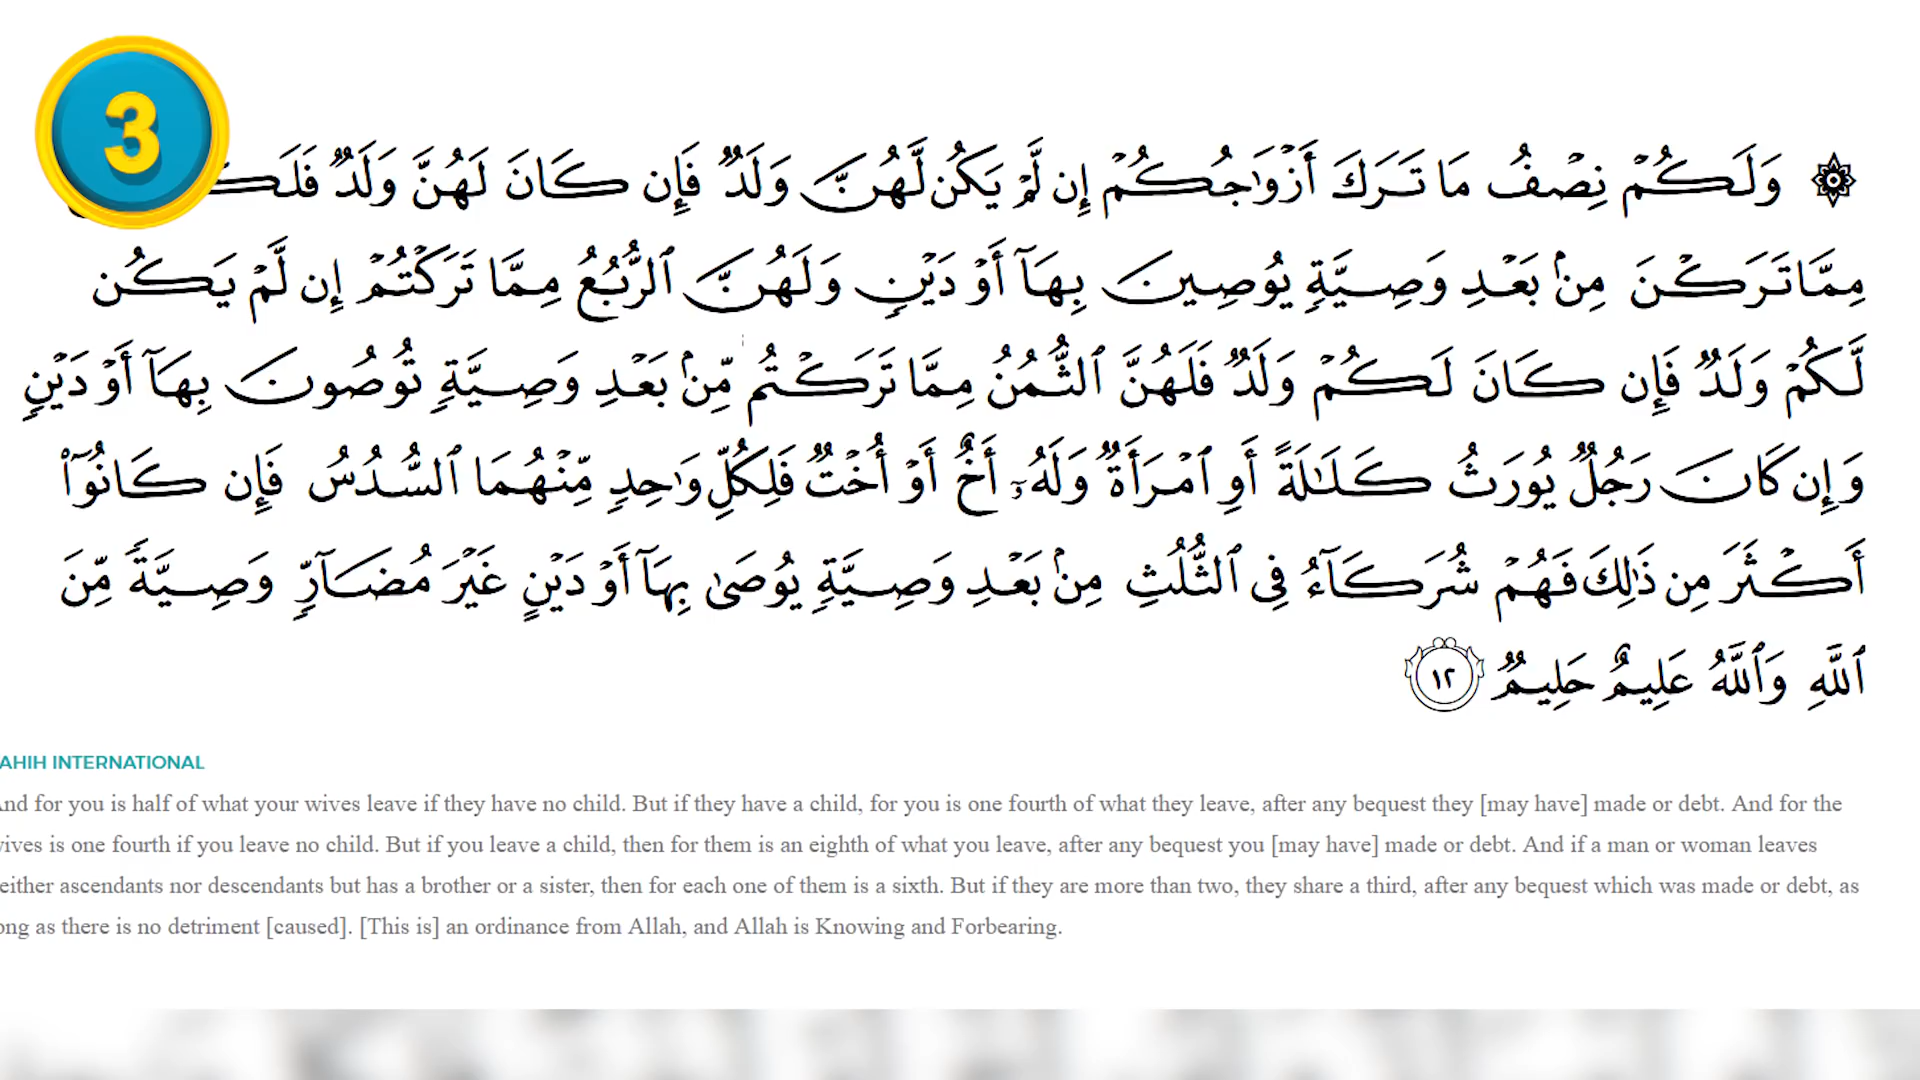 3
۞ وَلَكُمْ نِصْفُ مَا تَرَكَ أَزْوَٰجُكُمْ إِن لَّمْ يَكُن لَّهُنَّ وَلَدٌ فَإِن كَانَ لَهُنَّ وَلَدٌ
مِمَّا تَرَكْنَ مِنۢ بَعْدِ وَصِيَّةٍ يُوصِينَ بِهَآ أَوْ دَيْنٍ وَلَهُنَّ ٱلرُّبُعُ مِمَّا تَرَكْتُمْ إِن لَّمْ يَكُن
لَّكُمْ وَلَدٌ فَإِن كَانَ لَكُمْ وَلَدٌ فَلَهُنَّ ٱلثُّمُنُ مِمَّا تَرَكْتُم مِّنۢ بَعْدِ وَصِيَّةٍ تُوصُونَ بِهَآ أَوْ دَيْنٍ
وَإِن كَانَ رَجُلٌ يُورَثُ كَلَٰلَةً أَوِ ٱمْرَأَةٌ وَلَهُۥٓ أَخٌ أَوْ أُخْتٌ فَلِكُلِّ وَٰحِدٍ مِّنْهُمَا ٱلسُّدُسُ فَإِن كَانُوٓا۟
أَكْثَرَ مِن ذَٰلِكَ فَهُمْ شُرَكَآءُ فِى ٱلثُّلُثِ مِنۢ بَعْدِ وَصِيَّةٍ يُوصَىٰ بِهَآ أَوْ دَيْنٍ غَيْرَ مُضَآرٍّ وَصِيَّةً مِّنَ
ٱللَّهِ وَٱللَّهُ عَلِيمٌ حَلِيمٌ ١٢
AHIH INTERNATIONAL
nd for you is half of what your wives leave if they have no child. But if they have a child, for you is one fourth of what they leave, after any bequest they [may have] made or debt. And for the
ives is one fourth if you leave no child. But if you leave a child, then for them is an eighth of what you leave, after any bequest you [may have] made or debt. And if a man or woman leaves
either ascendants nor descendants but has a brother or a sister, then for each one of them is a sixth. But if they are more than two, they share a third, after any bequest which was made or debt, as
ong as there is no detriment [caused]. [This is] an ordinance from Allah, and Allah is Knowing and Forbearing.